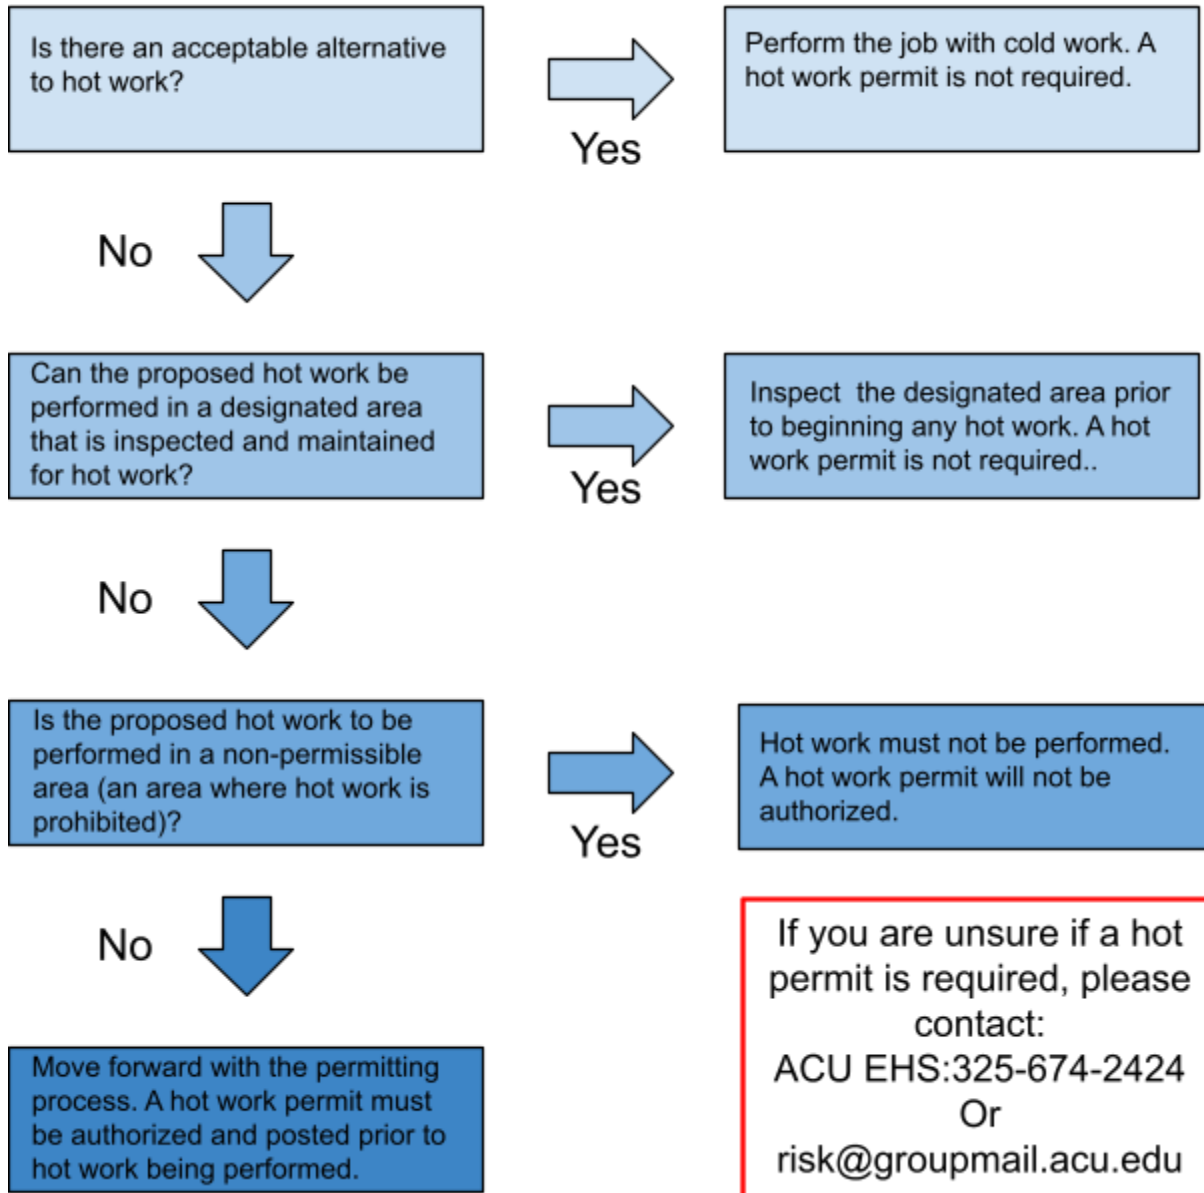 Is there an acceptable alternative
to hot work?
Yes
Perform the job with cold work. A
hot work permit is not required.
No
Can the proposed hot work be
performed in a designated area
that is inspected and maintained
for hot work?
Yes
Inspect  the designated area prior
to beginning any hot work. A hot
work permit is not required..
No
Is the proposed hot work to be
performed in a non-permissible
area (an area where hot work is
prohibited)?
Yes
Hot work must not be performed.
A hot work permit will not be
authorized.
No
Move forward with the permitting
process. A hot work permit must
be authorized and posted prior to
hot work being performed.
If you are unsure if a hot
permit is required, please
contact:
ACU EHS:325-674-2424
Or
risk@groupmail.acu.edu